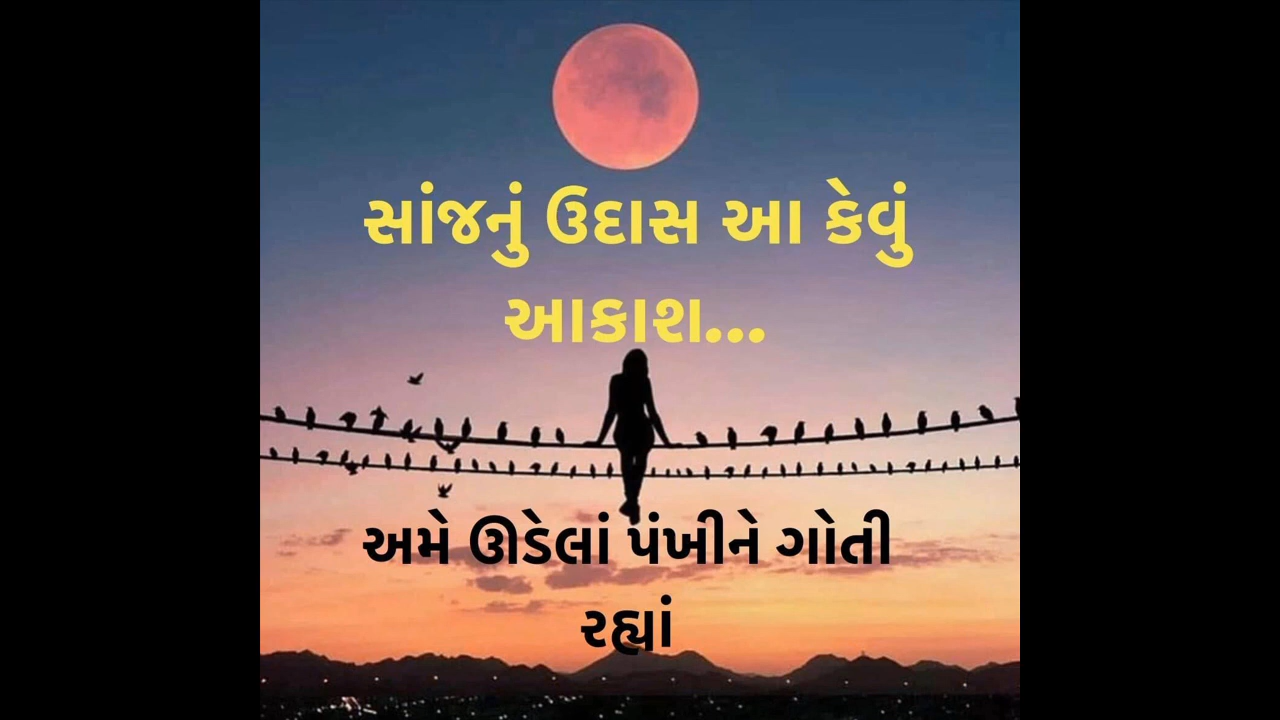 સાંજનું ઉદાસ આ કેવું
આકાશ...
અમે ઊડેલાં પંખીને ગોતી
રહ્યાં